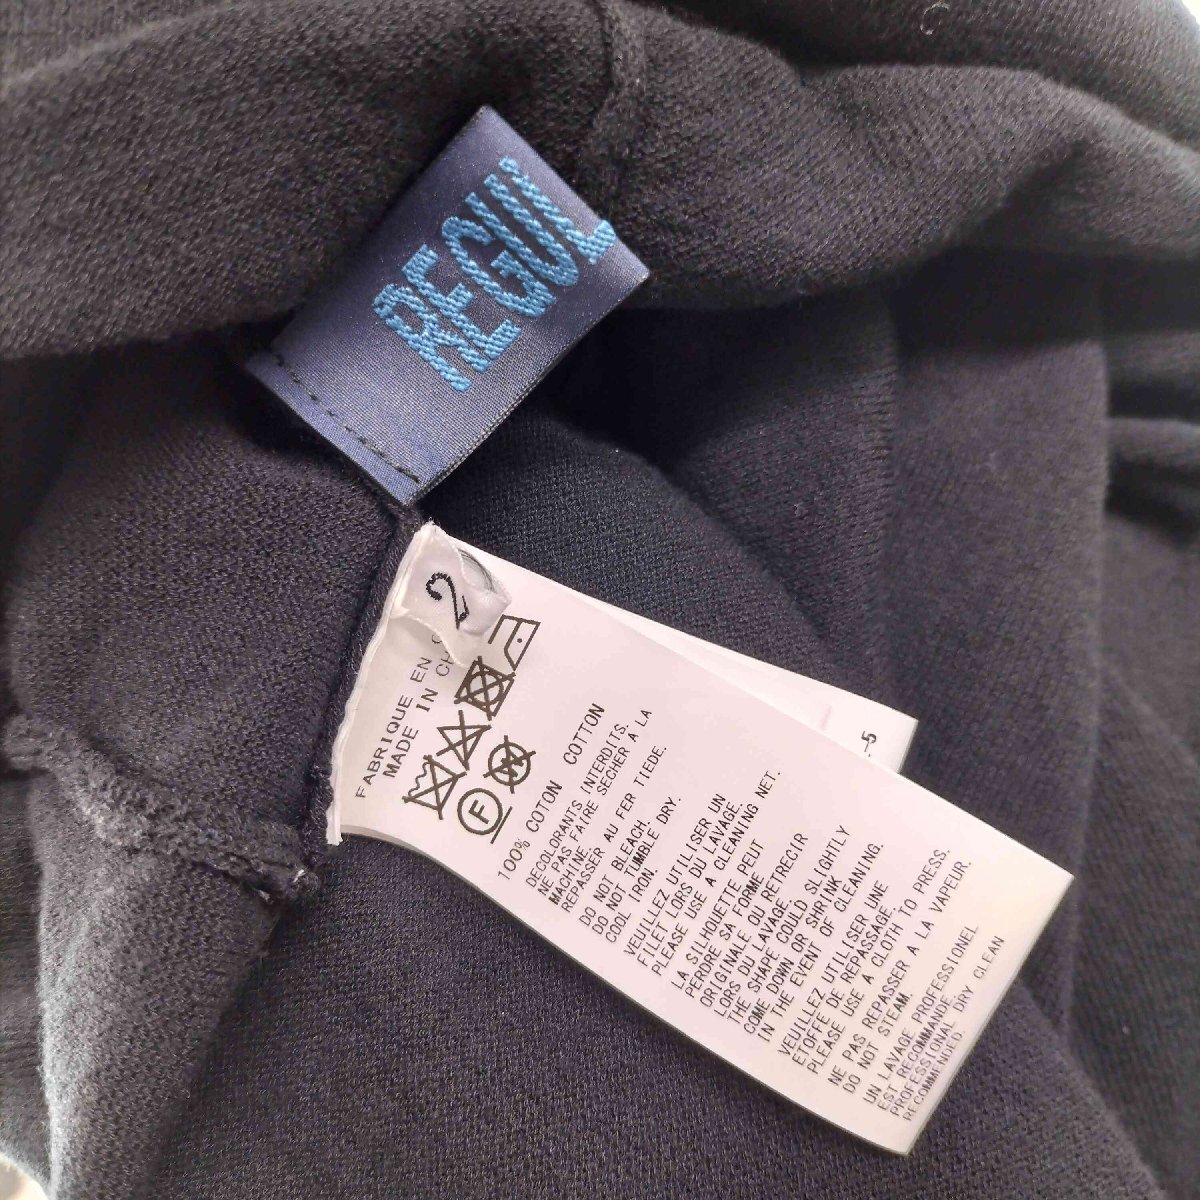 REGUL
2
FABRIQUE EN
MADE IN CH
F
W
100% COTON COTTON
DECOLORANTS INTERDITS.
NE PAS FAIRE SECHER A LA
MACHINE.
REPASSER AU FER TIEDE.
DO NOT BLEACH.
DO NOT TUMBLE DRY.
COOL IRON.
VEUILLEZ UTILISER UN
FILET LORS DU LAVAGE.
PLEASE USE A CLEANING NET.
LA SILHOUETTE PEUT
PERDRE SA FORME
ORIGINALE OU RETRECIR
LORS DU LAVAGE.
THE SHAPE COULD SLIGHTLY
COME DOWN OR SHRINK
IN THE EVENT OF CLEANING.
VEUILLEZ UTILISER UNE
ETOFFE DE REPASSAGE.
PLEASE USE A CLOTH TO PRESS.
NE PAS REPASSER A LA VAPEUR.
DO NOT STEAM.
UN LAVAGE PROFESSIONEL
EST RECOMMANDE.
PROFESSIONAL DRY CLEAN
RECOMMENDED.
-5